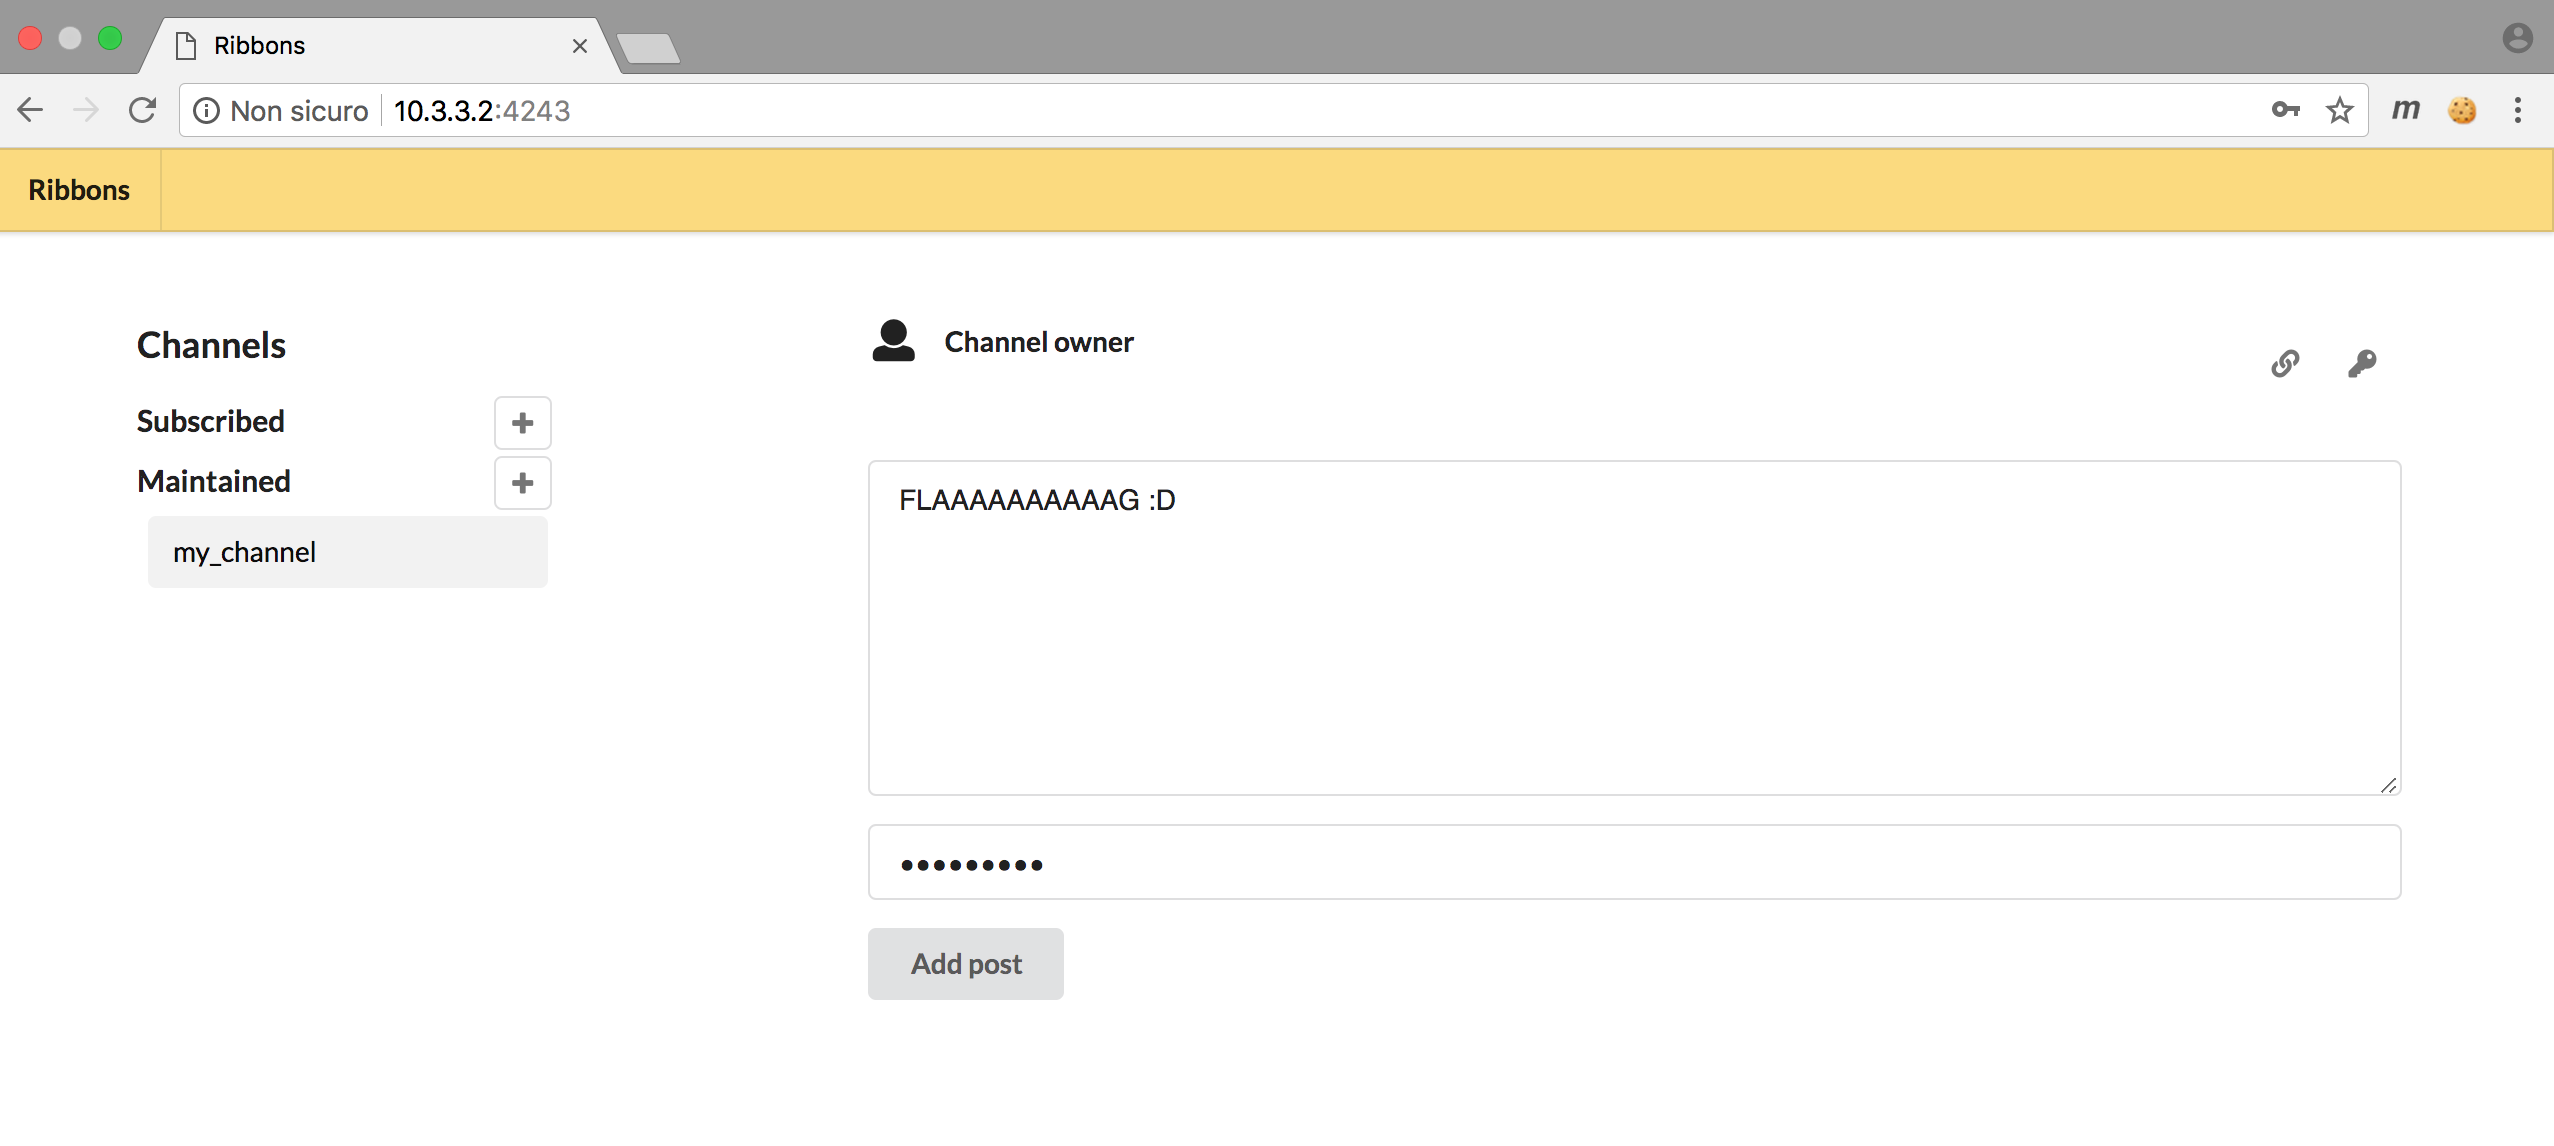 Ribbons
Non sicuro 10.3.3.2:4243
m
Ribbons
Channels
Subscribed
Maintained
my_channel
Channel owner
FLAAAAAAAAAAG :D
•••••••••
Add post